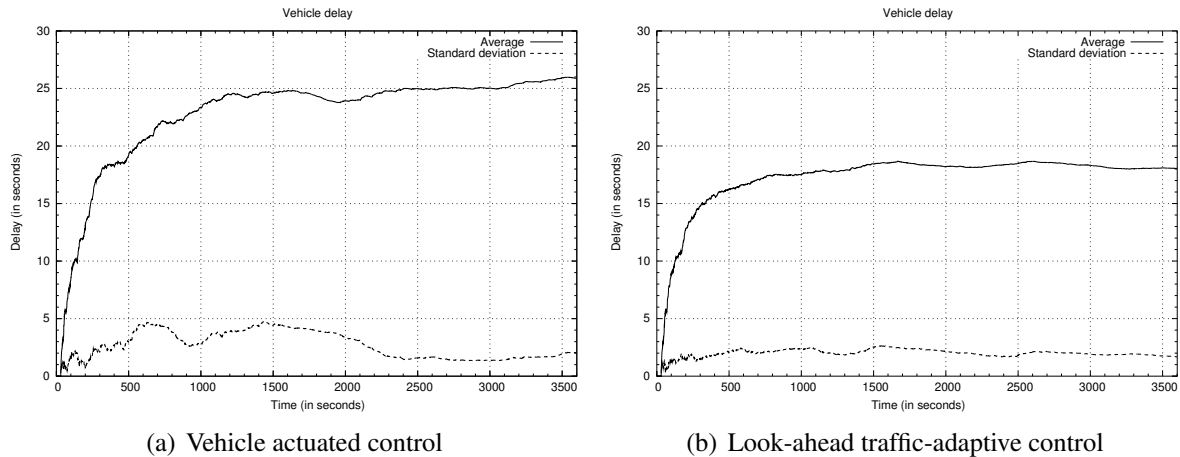 Vehicle delay
30
25
20
15
10
5
0
Delay (in seconds)
Average
Standard deviation
0 500 1000 1500 2000 2500 3000 3500
Time (in seconds)
(a) Vehicle actuated control
Vehicle delay
30
25
20
15
10
5
0
Delay (in seconds)
Average
Standard deviation
0 500 1000 1500 2000 2500 3000 3500
Time (in seconds)
(b) Look-ahead traffic-adaptive control